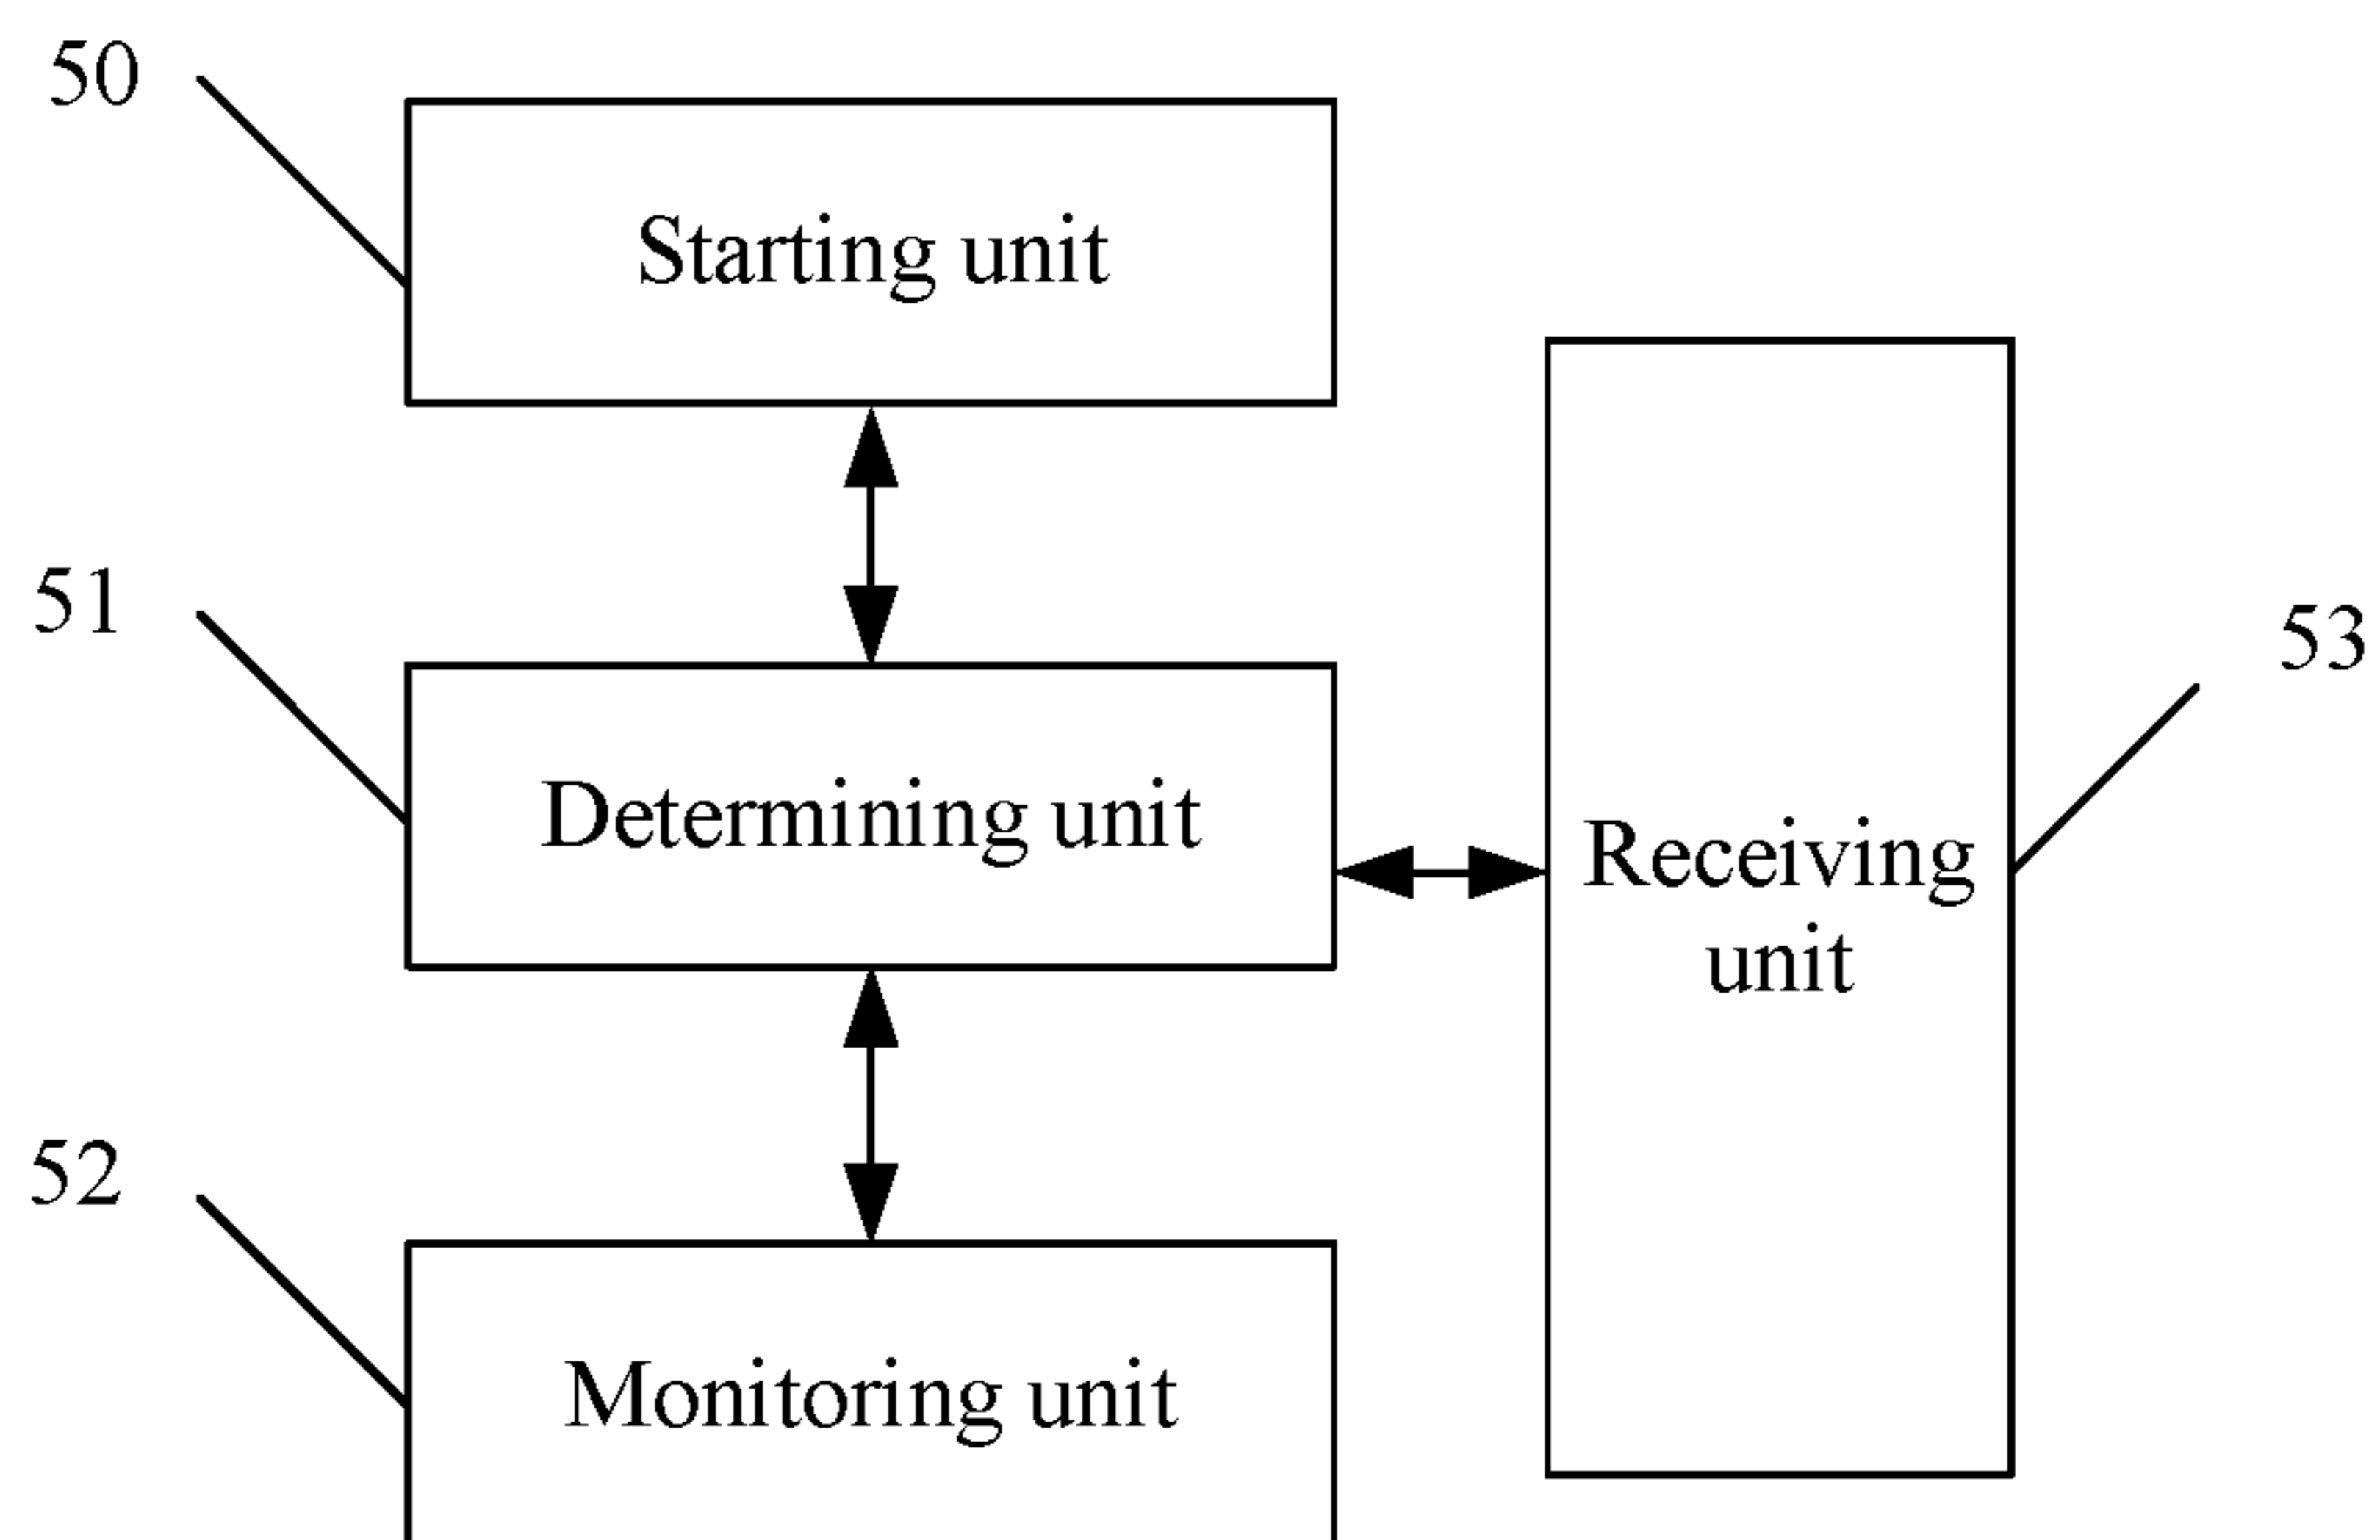 50
Starting unit
51
53
Determining unit
Receiving
unit
52
Monitoring unit